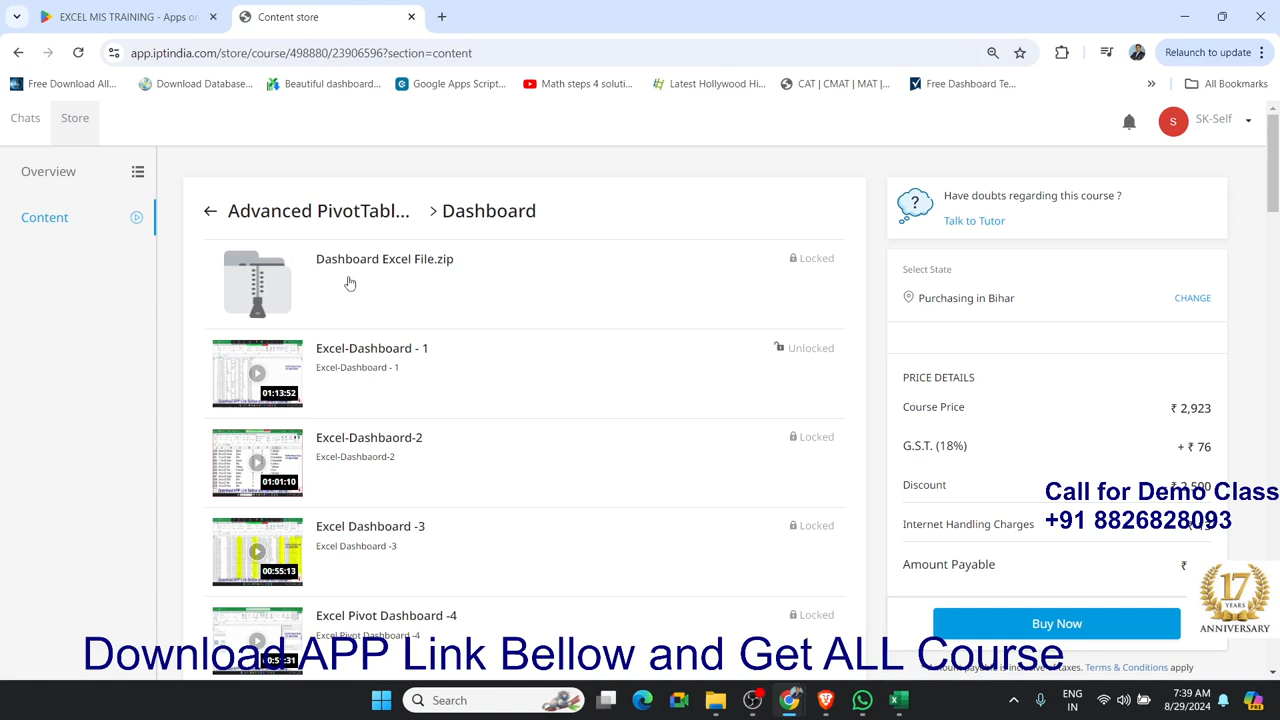 EXCEL MIS TRAINING - Apps or
Content store
app.iptindia.com/store/course/498880/23906596?section=content
Relaunch to update
Free Download All...
Download Database...
Beautiful dashboard...
Google Apps Script...
Math steps 4 soluti...
Latest Hollywood Hi...
CAT | CMAT | MAT |...
Free Dashboard Te...
All Bookmarks
Chats
Store
S
SK-Self
Overview
Content
Advanced PivotTabl... > Dashboard
Dashboard Excel File.zip
Locked
Excel-Dashboard - 1
Unlocked
Excel-Dashboard - 1
01:13:52
Excel-Dashbaord-2
Locked
Excel-Dashbaord-2
01:01:10
Excel Dashboard -3
Locked
Excel Dashboard -3
00:55:13
Excel Pivot Dashboard -4
Locked
Excel Pivot Dashboard -4
Have doubts regarding this course ?
Talk to Tutor
Select State
Purchasing in Bihar
CHANGE
PRICE DETAILS
Course Price
₹ 2,923
G.S.T. (18%)
+ ₹ 76
Discount
2,500
Internet Handling Charges
Amount Payable
₹
Buy Now
Terms & Conditions apply
Call for Demo Class
+91 8826828093
17
YEARS
ANNIVERSARY
Download APP Link Bellow and Get ALL Course
Search
ENG
IN
7:39 AM
8/29/2024